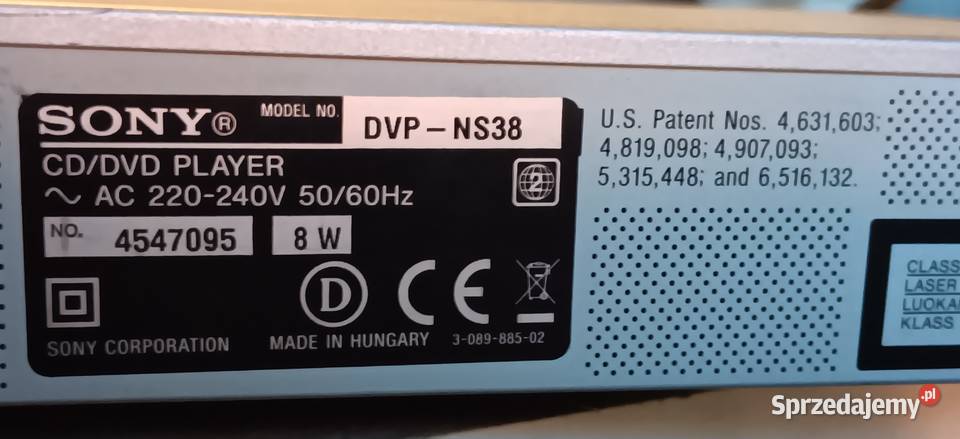 SONY® MODEL NO. DVP-NS38
CD/DVD PLAYER
~ AC 220-240V 50/60Hz
2
NO. 4547095 8 W
D CE
SONY CORPORATION MADE IN HUNGARY 3-089-885-02
U.S. Patent Nos. 4,631,603;
4,819,098; 4,907,093;
5,315,448; and 6,516,132.
CLASS
LASER
LUOKA
KLASS
Sprzedajemy.pl